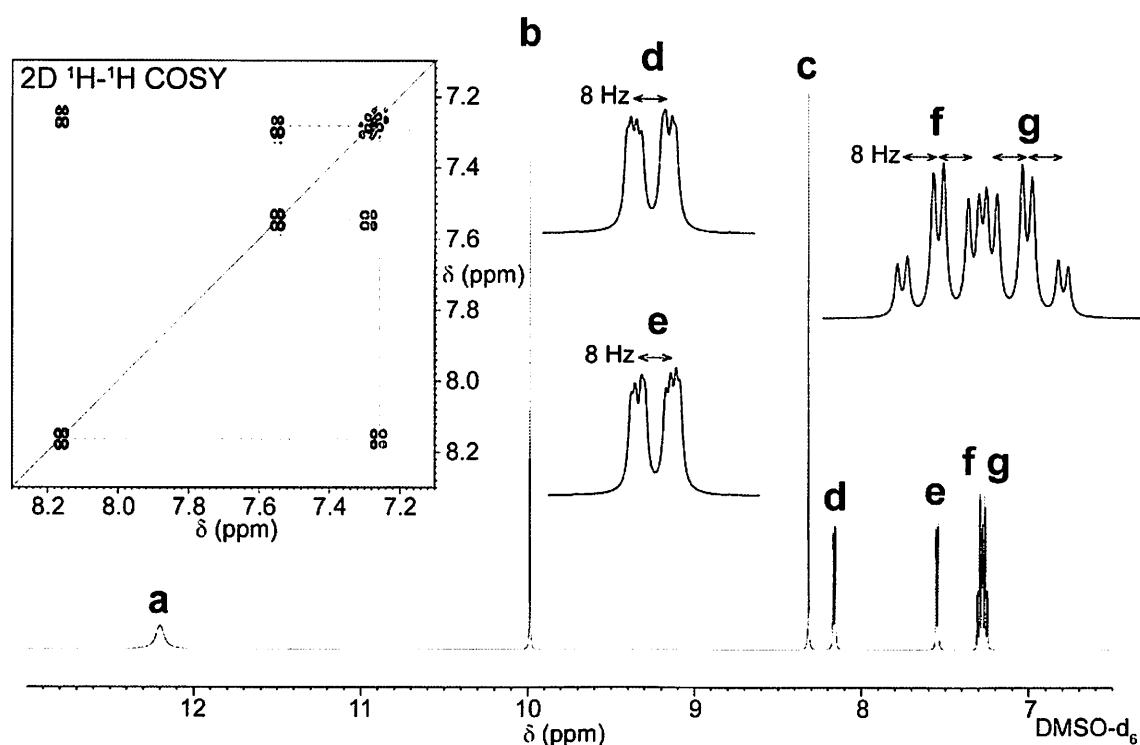 2D ¹H-¹H COSY
7.2
7.4
7.6
δ (ppm)
7.8
8.0
8.2
8.2 8.0 7.8 7.6 7.4 7.2
δ (ppm)
b
d
8 Hz
c
f g
8 Hz
e
8 Hz
a
d
e
f g
12 10 9 8 7
δ (ppm)
DMSO-d₆